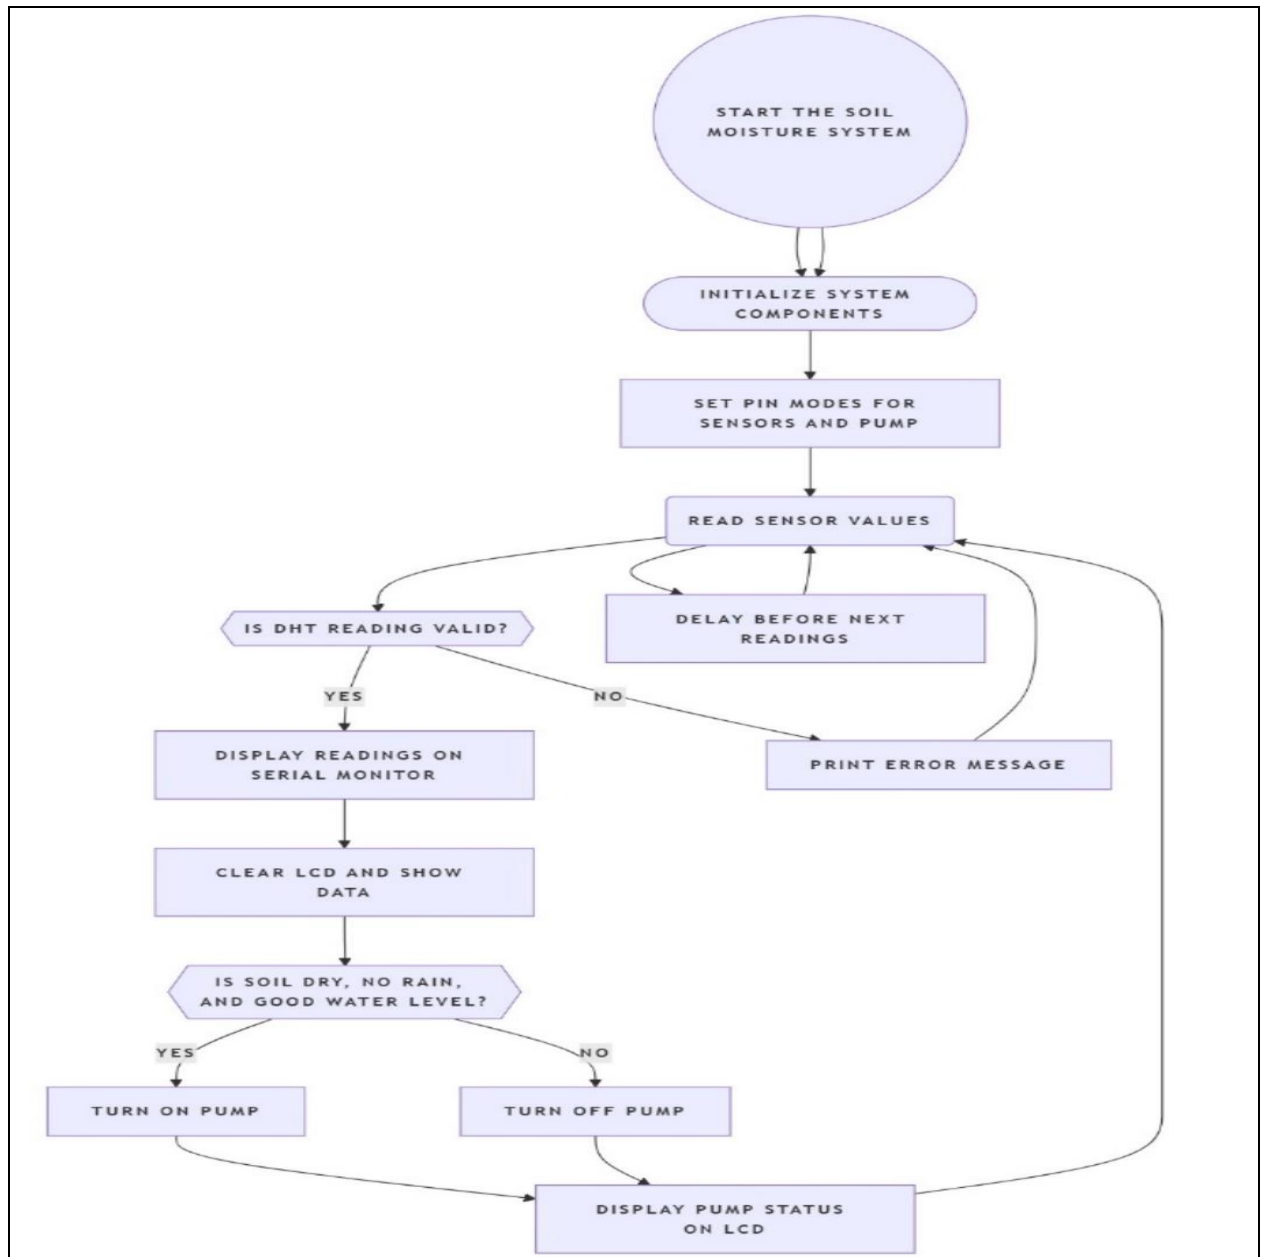 START THE SOIL
MOISTURE SYSTEM
INITIALIZE SYSTEM
COMPONENTS
SET PIN MODES FOR
SENSORS AND PUMP
READ SENSOR VALUES
IS DHT READING VALID?
DELAY BEFORE NEXT
READINGS
YES
NO
DISPLAY READINGS ON
SERIAL MONITOR
PRINT ERROR MESSAGE
CLEAR LCD AND SHOW
DATA
IS SOIL DRY, NO RAIN,
AND GOOD WATER LEVEL?
YES
NO
TURN ON PUMP
TURN OFF PUMP
DISPLAY PUMP STATUS
ON LCD